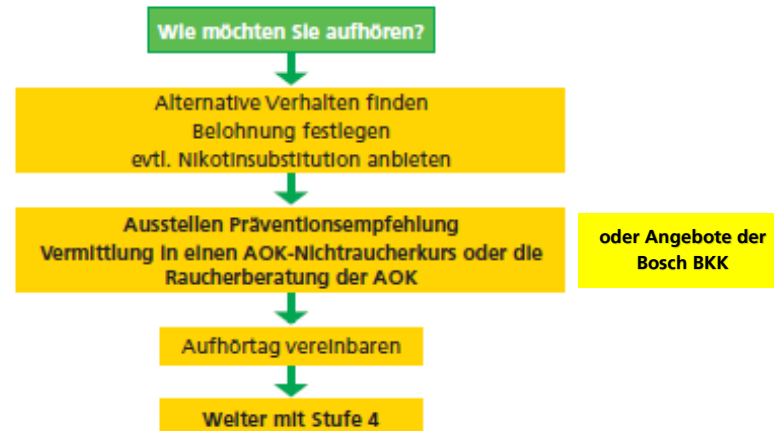 Wie möchten Sie aufhören?
Alternative Verhalten finden
Belohnung festlegen
evtl. Nikotinsubstitution anbieten
Ausstellen Präventionsempfehlung
Vermittlung in einen AOK-Nichtraucherkurs oder die
Raucherberatung der AOK
oder Angebote der
Bosch BKK
Aufhörtag vereinbaren
Weiter mit Stufe 4